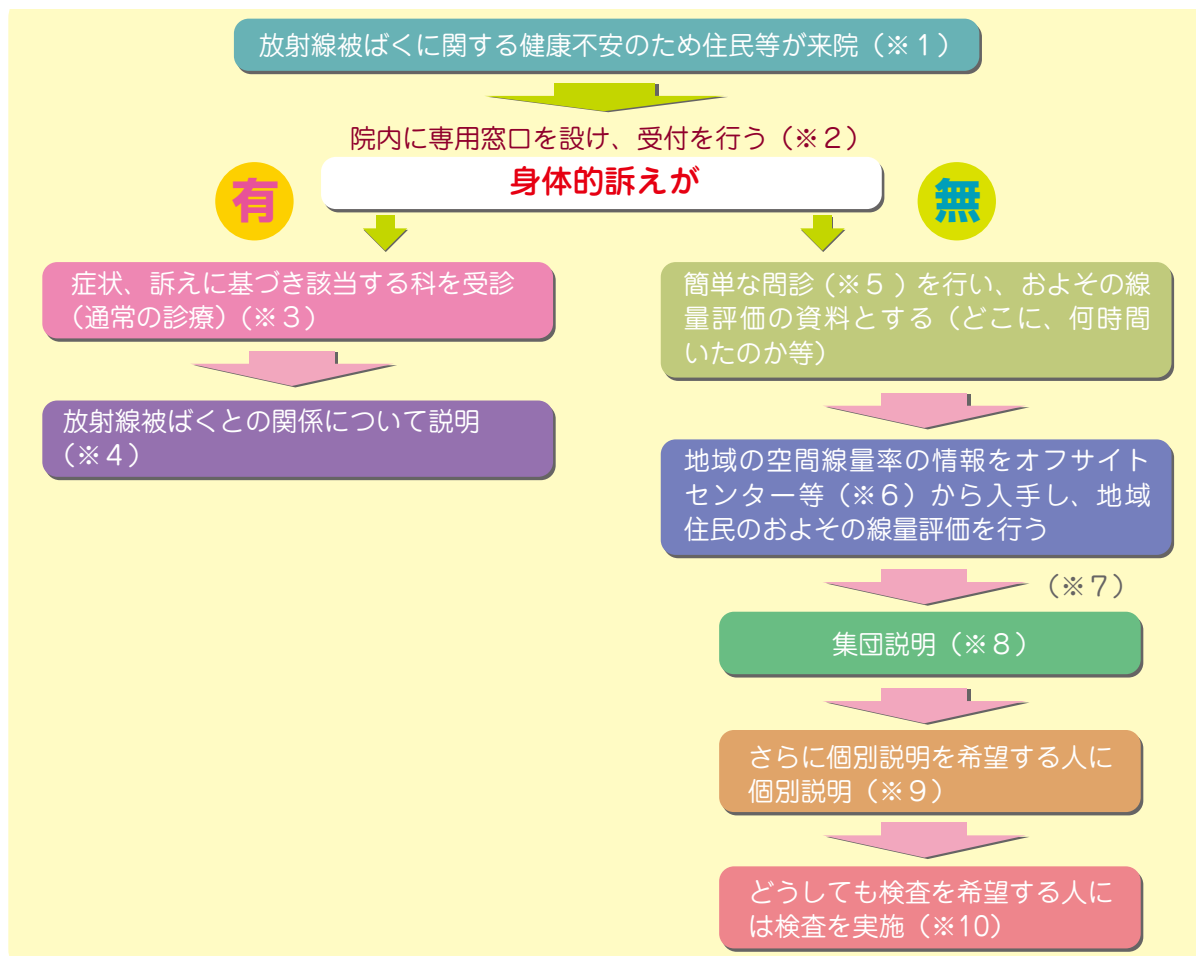 放射線被ばくに関する健康不安のため住民等が来院（※１）
院内に専用窓口を設け、受付を行う（※２）
有
身体的訴えが
無
症状、訴えに基づき該当する科を受診
（通常の診療）（※３）
放射線被ばくとの関係について説明
（※４）
簡単な問診（※５）を行い、およその線
量評価の資料とする（どこに、何時間
いたのか等）
地域の空間線量率の情報をオフサイト
センター等（※６）から入手し、地域
住民のおよその線量評価を行う
（※７）
集団説明（※８）
さらに個別説明を希望する人に
個別説明（※９）
どうしても検査を希望する人に
は検査を実施（※10）